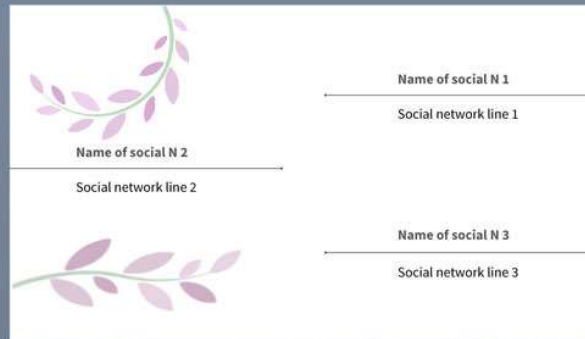 Name of social N 1
Social network line 1
Name of social N 2
Social network line 2
Name of social N 3
Social network line 3